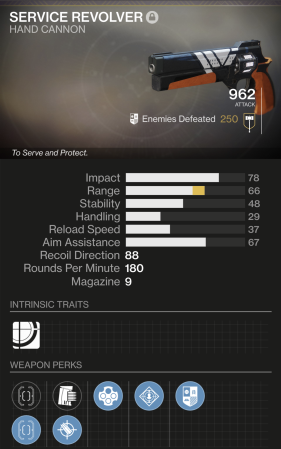 SERVICE REVOLVER
HAND CANNON
962
ATTACK
Enemies Defeated 250
To Serve and Protect.
Impact 78
Range 66
Stability 48
Handling 29
Reload Speed 37
Aim Assistance 67
Recoil Direction 88
Rounds Per Minute 180
Magazine 9
INTRINSIC TRAITS
WEAPON PERKS